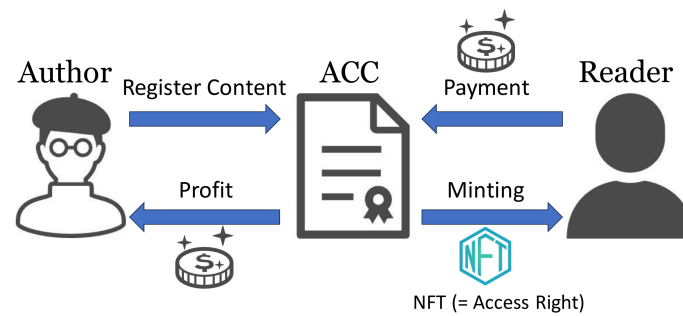 Author
ACC
Reader
Register Content
Payment
$
Profit
Minting
$
NFT
NFT (= Access Right)